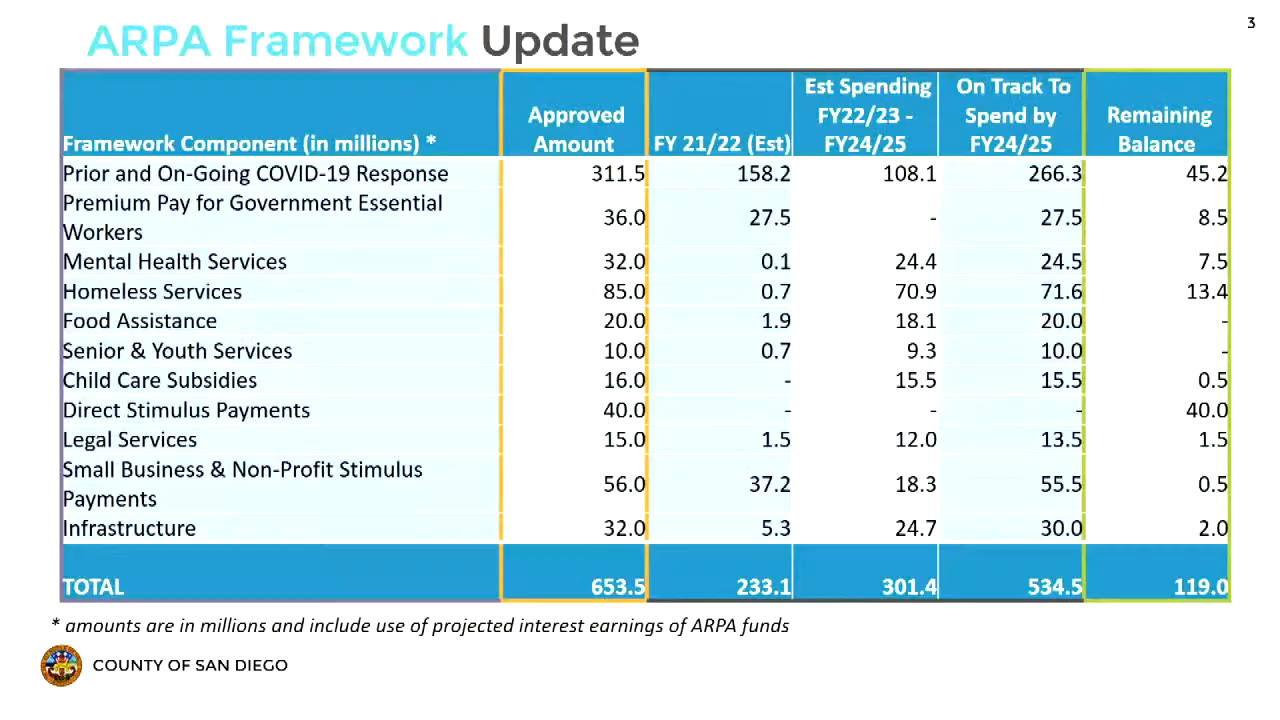 3
ARPA Framework Update
Framework Component (in millions) * Approved Amount FY 21/22 (Est) Est Spending FY22/23 - FY24/25 On Track To Spend by FY24/25 Remaining Balance
Prior and On-Going COVID-19 Response 311.5 158.2 108.1 266.3 45.2
Premium Pay for Government Essential Workers 36.0 27.5 - 27.5 8.5
Mental Health Services 32.0 0.1 24.4 24.5 7.5
Homeless Services 85.0 0.7 70.9 71.6 13.4
Food Assistance 20.0 1.9 18.1 20.0 -
Senior & Youth Services 10.0 0.7 9.3 10.0 -
Child Care Subsidies 16.0 - 15.5 15.5 0.5
Direct Stimulus Payments 40.0 - - - 40.0
Legal Services 15.0 1.5 12.0 13.5 1.5
Small Business & Non-Profit Stimulus Payments 56.0 37.2 18.3 55.5 0.5
Infrastructure 32.0 5.3 24.7 30.0 2.0
TOTAL 653.5 233.1 301.4 534.5 119.0
* amounts are in millions and include use of projected interest earnings of ARPA funds
COUNTY OF SAN DIEGO